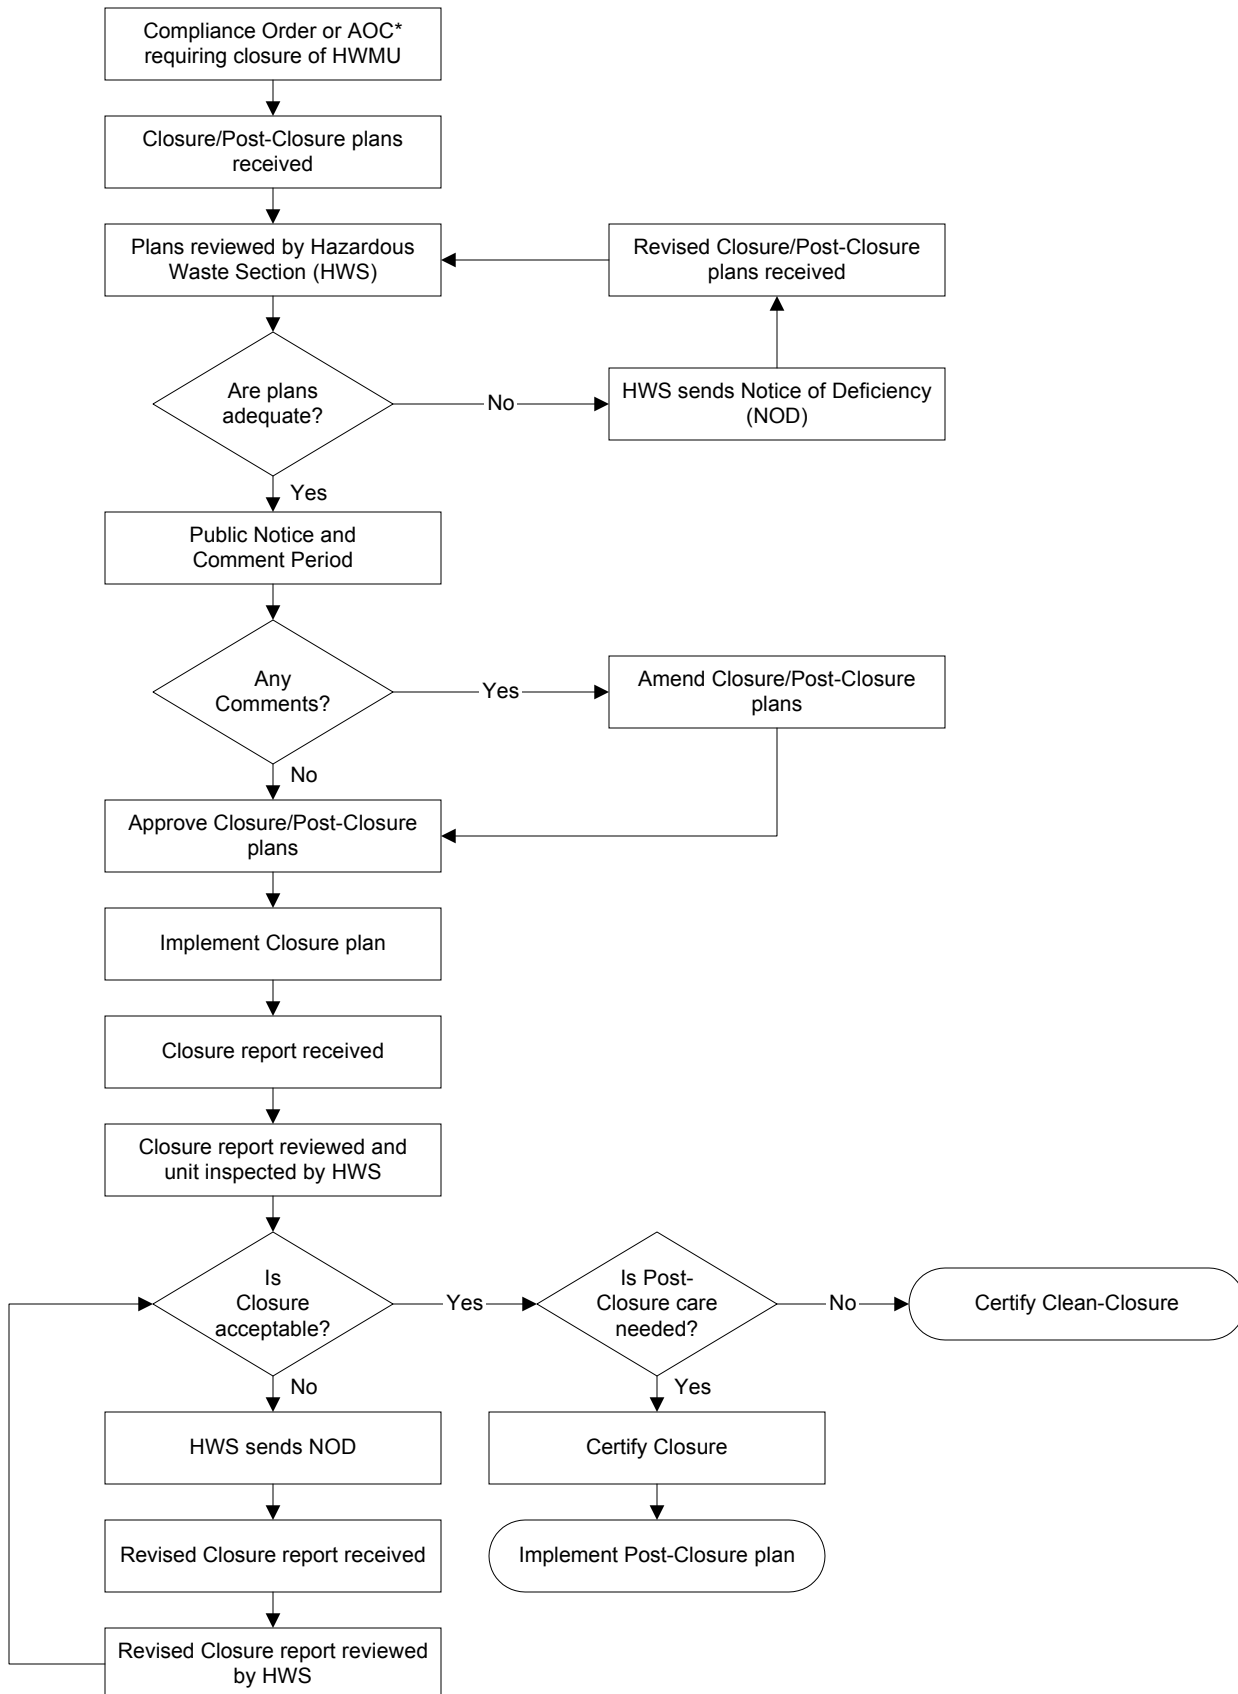 Compliance Order or AOC*
requiring closure of HWMU
Closure/Post-Closure plans
received
Plans reviewed by Hazardous
Waste Section (HWS)
Revised Closure/Post-Closure
plans received
Are plans
adequate?
No
HWS sends Notice of Deficiency
(NOD)
Yes
Public Notice and
Comment Period
Any
Comments?
Yes
Amend Closure/Post-Closure
plans
No
Approve Closure/Post-Closure
plans
Implement Closure plan
Closure report received
Closure report reviewed and
unit inspected by HWS
Is
Closure
acceptable?
Yes
Is Post-
Closure care
needed?
No
Certify Clean-Closure
No
Yes
HWS sends NOD
Certify Closure
Revised Closure report received
Implement Post-Closure plan
Revised Closure report reviewed
by HWS